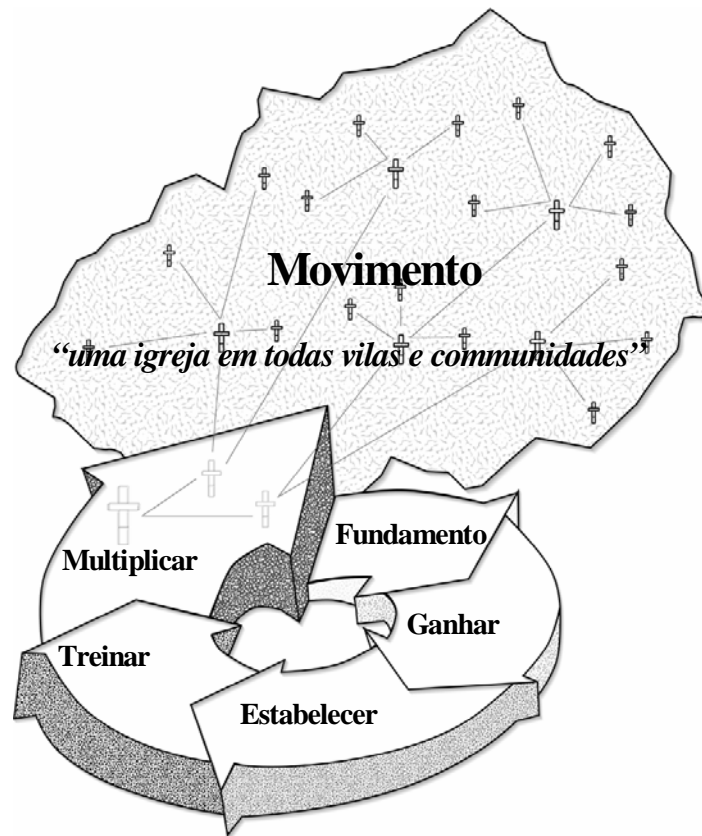 Movimento
“uma igreja em todas vilas e communidades”
Fundamento
Multiplicar
Ganhar
Treinar
Estabelecer